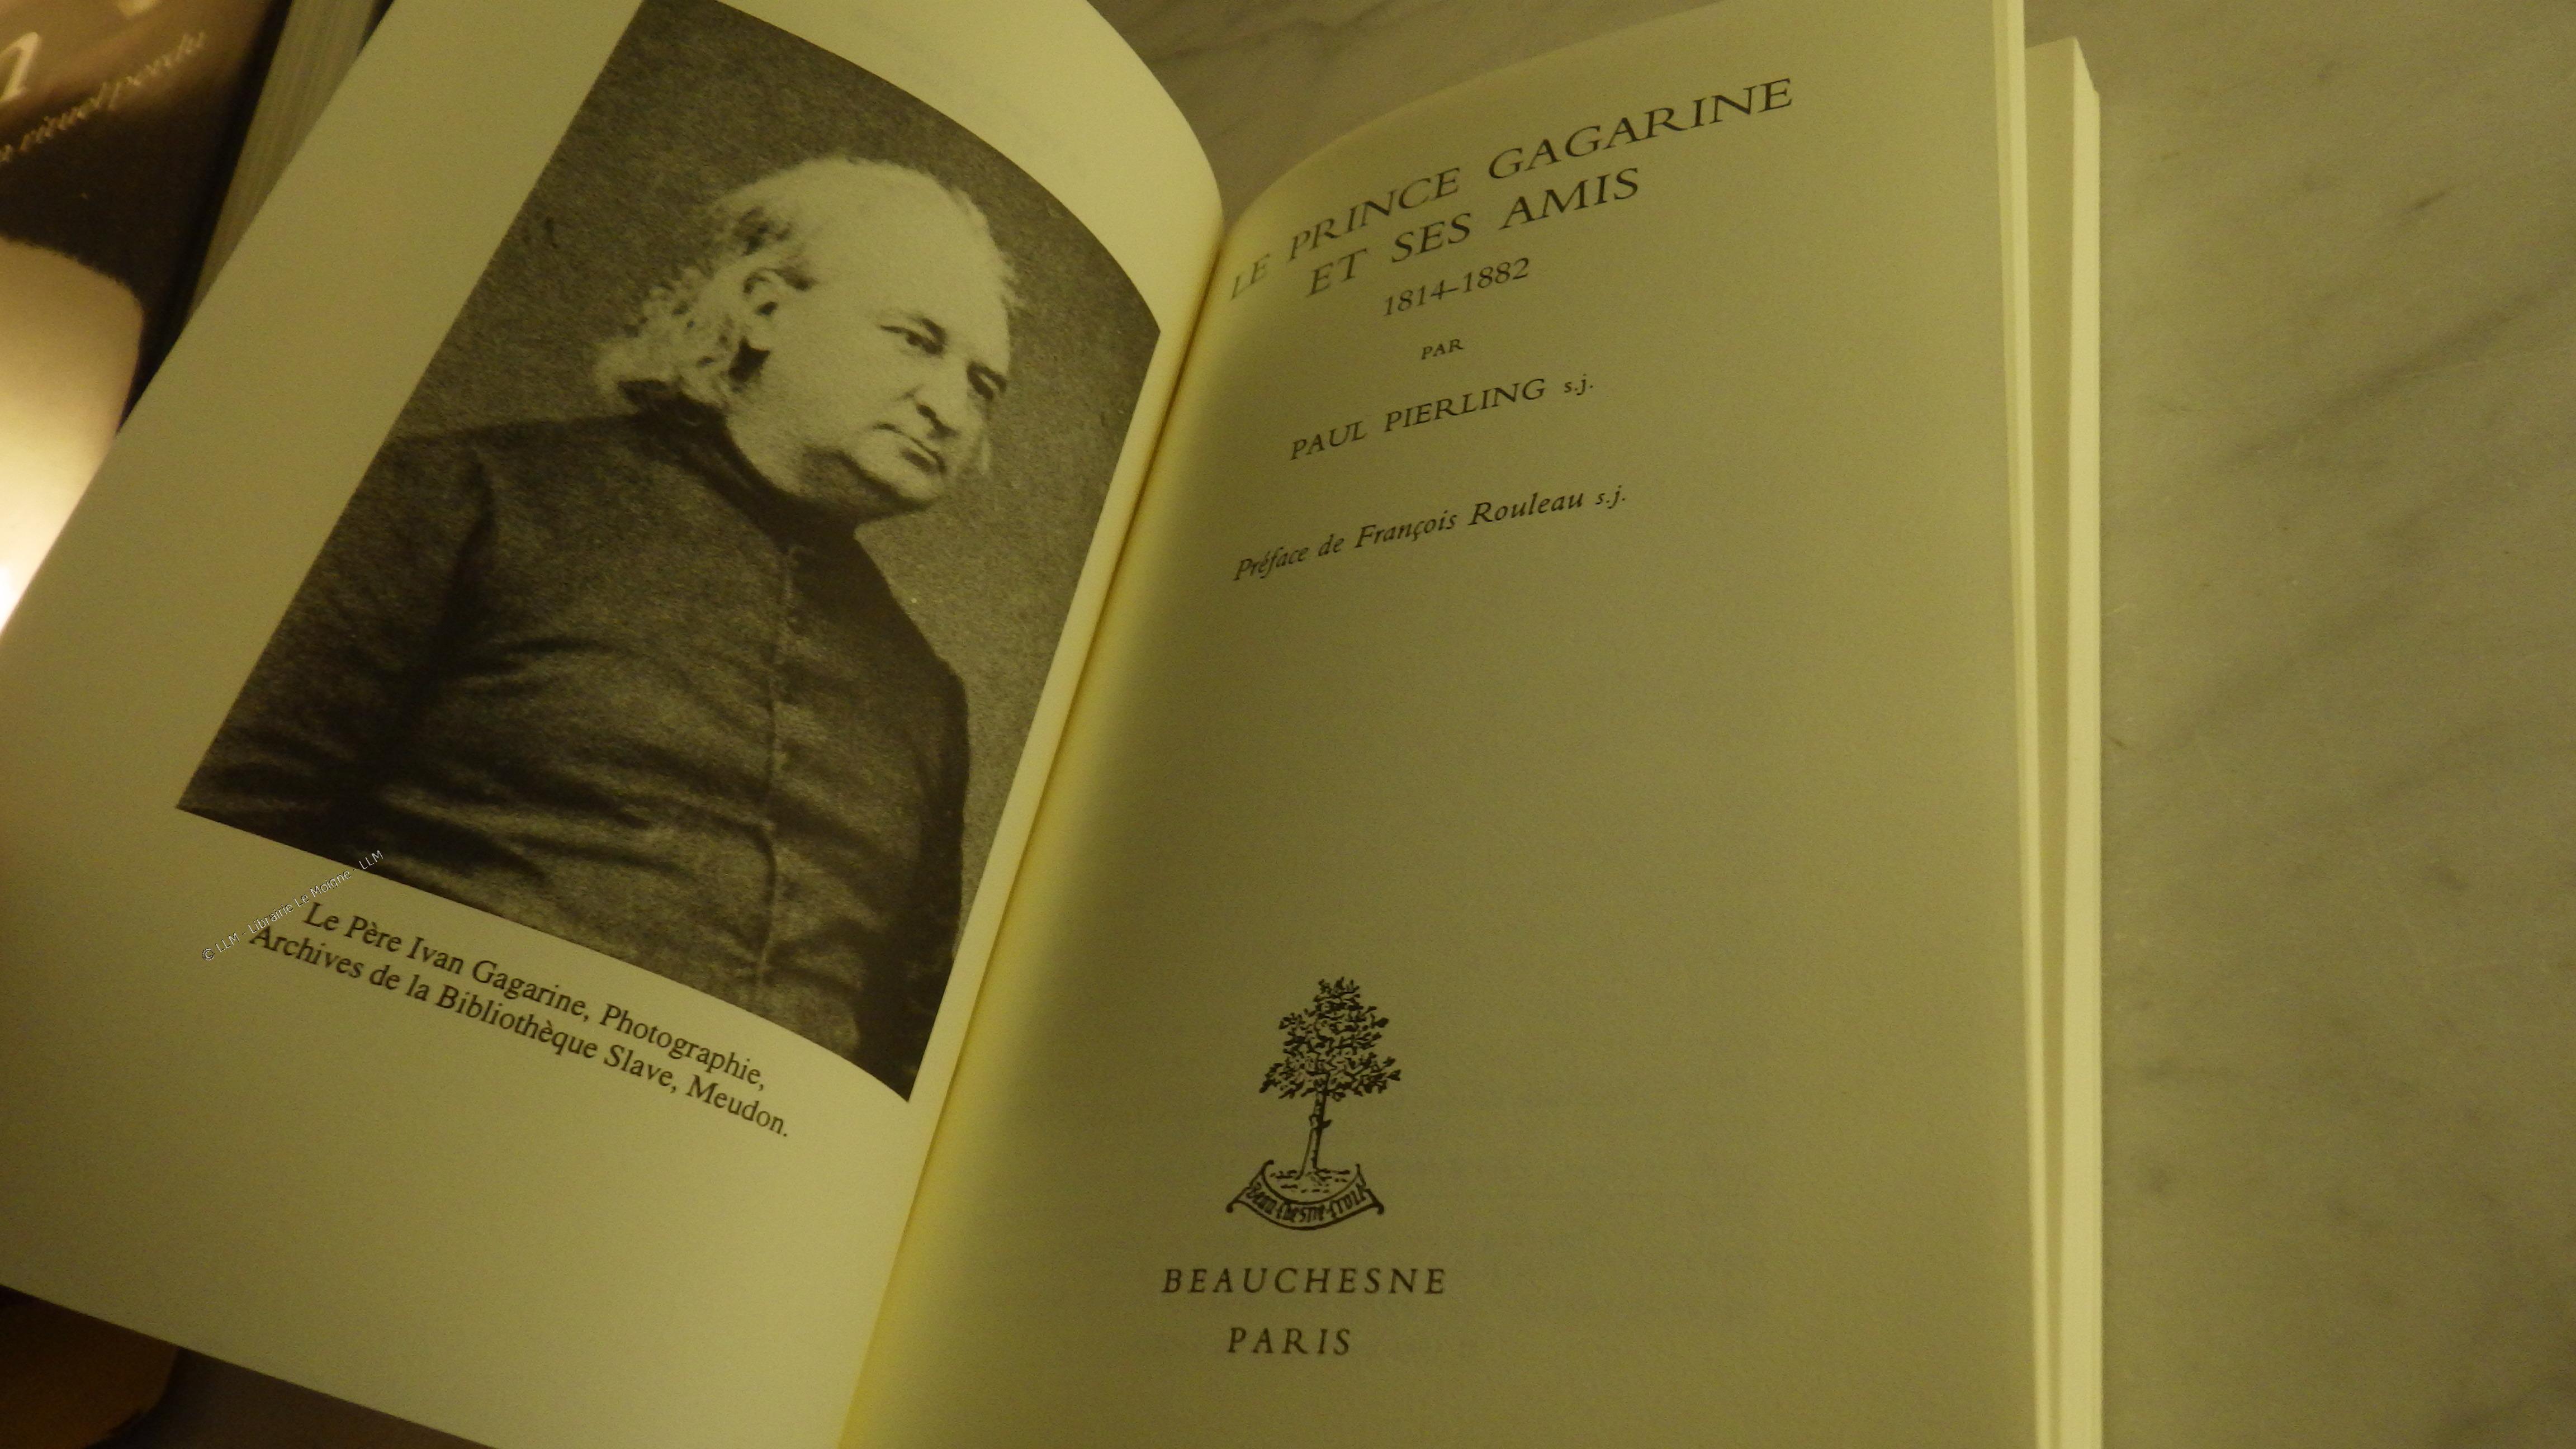 © LLM - Librairie Le Moigne - LLM
Le Père Ivan Gagarine, Photographie,
Archives de la Bibliothèque Slave, Meudon.
LE PRINCE GAGARINE
ET SES AMIS
1814-1882
PAR
PAUL PIERLING s.j.
Préface de François Rouleau s.j.
BEAUCHESNE
PARIS